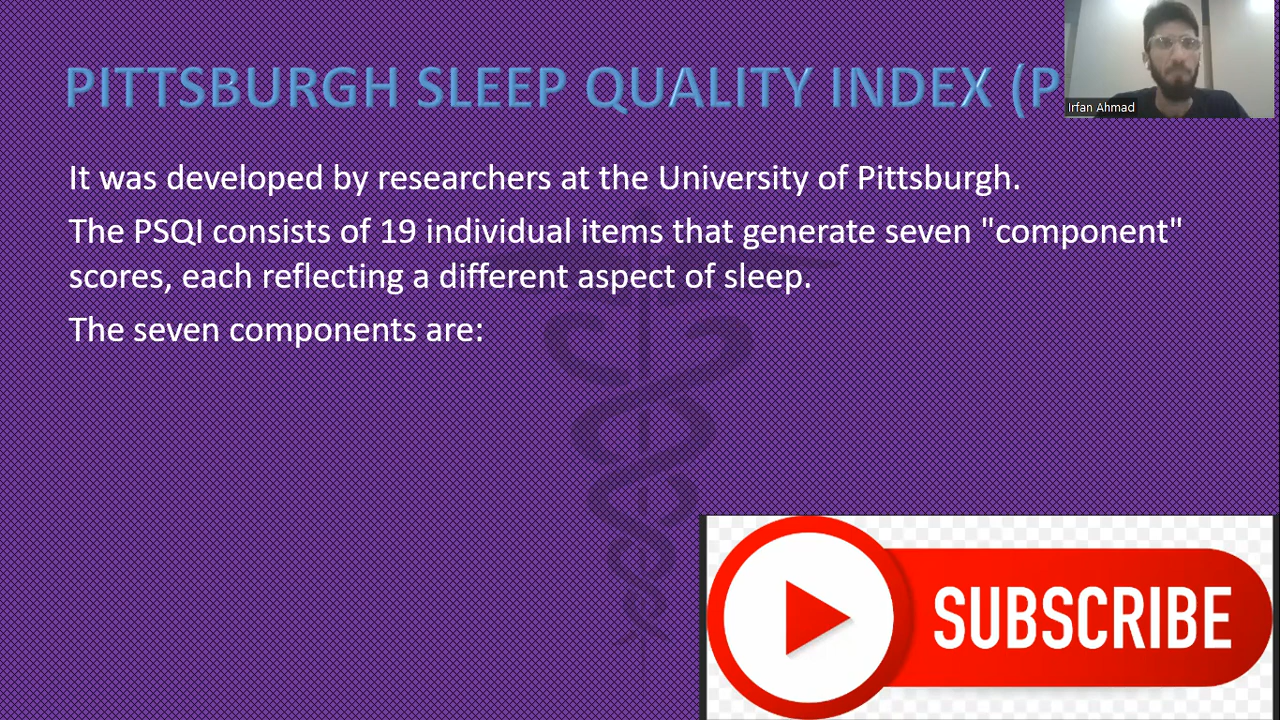 PITTSBURGH SLEEP QUALITY INDEX (P
Irfan Ahmad
It was developed by researchers at the University of Pittsburgh.
The PSQI consists of 19 individual items that generate seven "component"
scores, each reflecting a different aspect of sleep.
The seven components are:
SUBSCRIBE